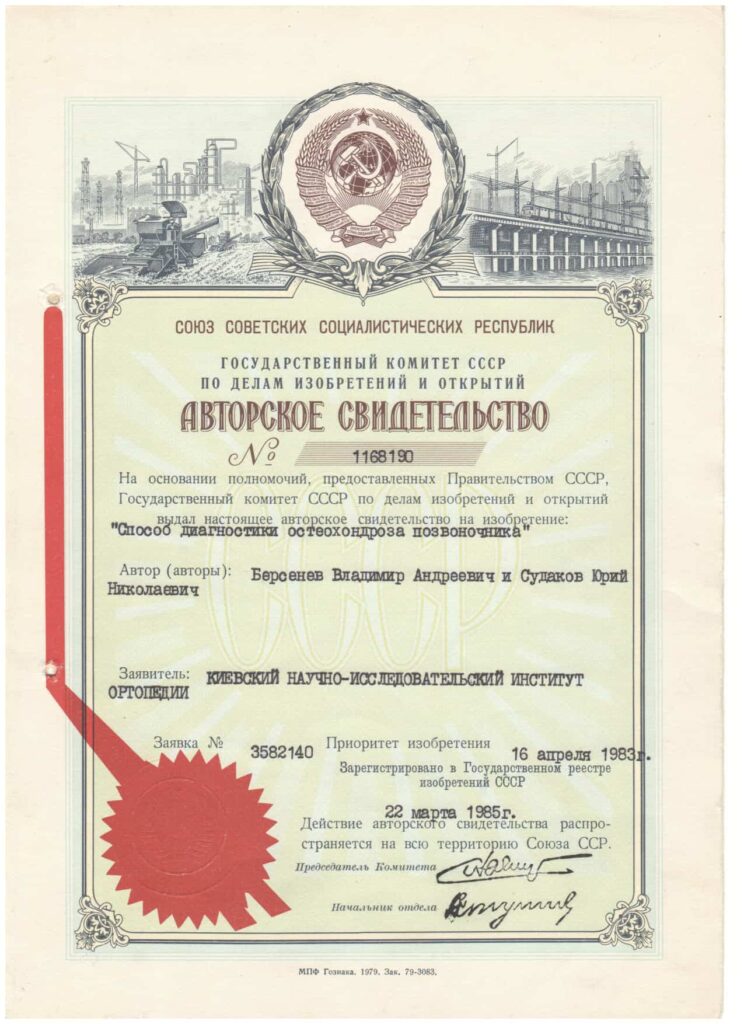 СОЮЗ СОВЕТСКИХ СОЦИАЛИСТИЧЕСКИХ РЕСПУБЛИК
ГОСУДАРСТВЕННЫЙ КОМИТЕТ СССР
ПО ДЕЛАМ ИЗОБРЕТЕНИЙ И ОТКРЫТИЙ
АВТОРСКОЕ СВИДЕТЕЛЬСТВО
№ 1168190
На основании полномочий, предоставленных Правительством СССР,
Государственный комитет СССР по делам изобретений и открытий
выдал настоящее авторское свидетельство на изобретение:
"Способ диагностики остеохондроза позвоночника"
Автор (авторы): Берсенев Владимир Андреевич и Судаков Юрий
Николаевич
СССР
Заявитель: КИЕВСКИЙ НАУЧНО-ИССЛЕДОВАТЕЛЬСКИЙ ИНСТИТУТ
ОРТОПЕДИИ
Заявка № 3582140 Приоритет изобретения 16 апреля 1983г.
Зарегистрировано в Государственном реестре
изобретений СССР
22 марта 1985г.
Действие авторского свидетельства распро-
страняется на всю территорию Союза ССР.
Председатель Комитета
Начальник отдела
МПФ Гознака. 1979. Зак. 79-3083.